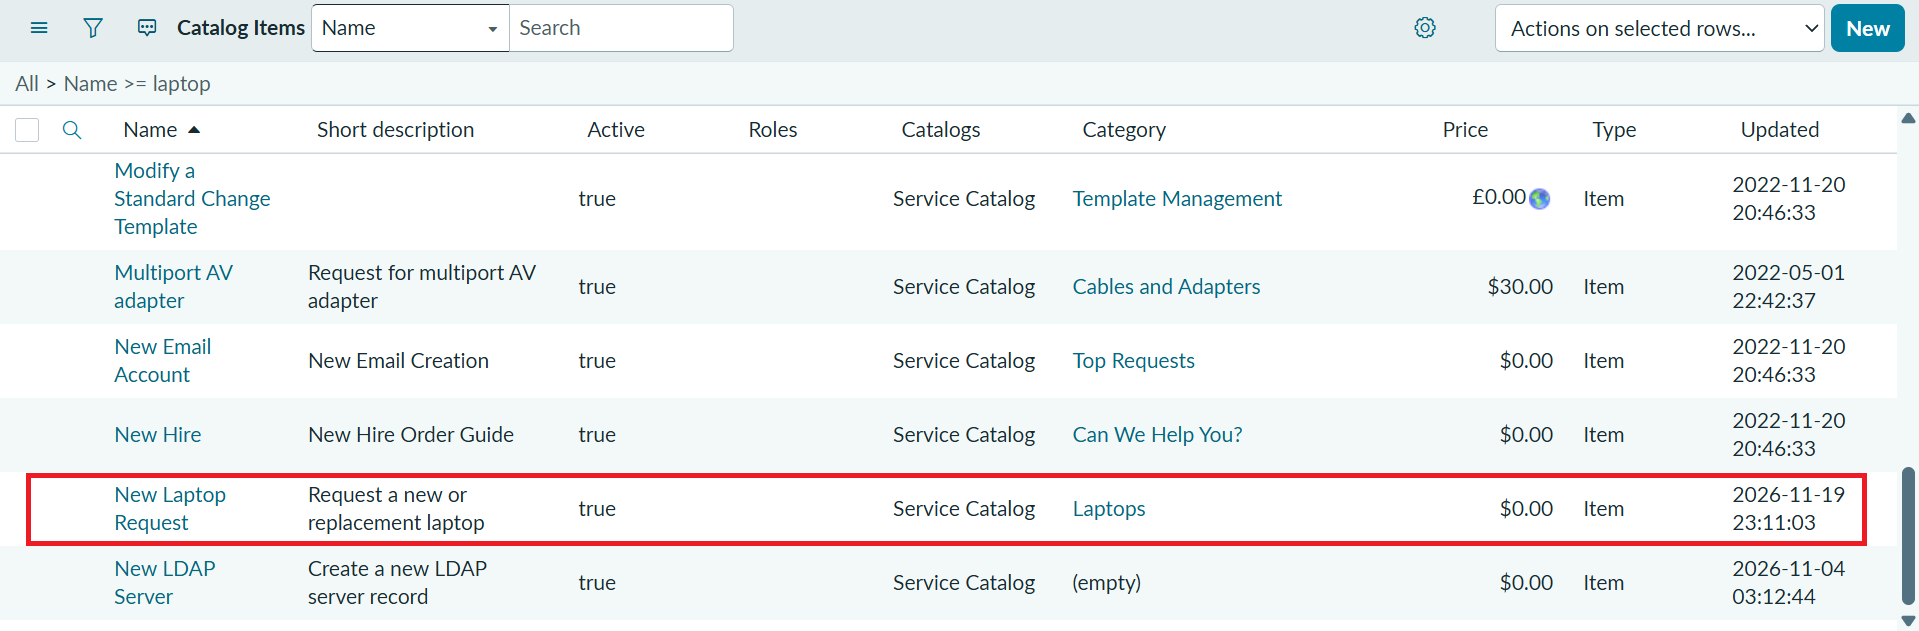 Catalog Items Name Search Actions on selected rows... New
All > Name >= laptop
Name Short description Active Roles Catalogs Category Price Type Updated
Modify a
Standard Change
Template
true Service Catalog Template Management £0.00 Item
2022-11-20
20:46:33
Multiport AV
adapter
Request for multiport AV
adapter
true Service Catalog Cables and Adapters $30.00 Item
2022-05-01
22:42:37
New Email
Account
New Email Creation true Service Catalog Top Requests $0.00 Item
2022-11-20
20:46:33
New Hire New Hire Order Guide true Service Catalog Can We Help You? $0.00 Item
2022-11-20
20:46:33
New Laptop
Request
Request a new or
replacement laptop
true Service Catalog Laptops $0.00 Item
2026-11-19
23:11:03
New LDAP
Server
Create a new LDAP
server record
true Service Catalog (empty) $0.00 Item
2026-11-04
03:12:44